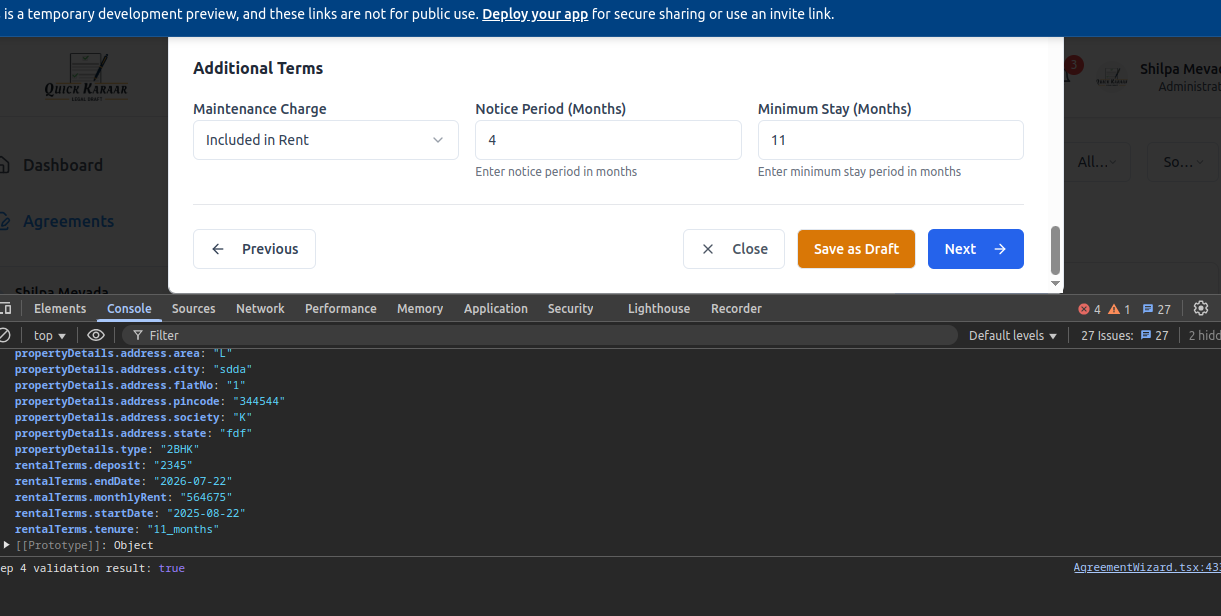 is a temporary development preview, and these links are not for public use. Deploy your app for secure sharing or use an invite link.
QUICK KARAAR
LEGAL DRAFT
3
Shilpa Meva
Administrat
Additional Terms
Maintenance Charge
Notice Period (Months)
Minimum Stay (Months)
Included in Rent
4
11
Enter notice period in months
Enter minimum stay period in months
All...
So...
Dashboard
Agreements
Previous
Close
Save as Draft
Next
Shilpa Mevada
Elements Console Sources Network Performance Memory Application Security Lighthouse Recorder 4 1 27
top Filter Default levels 27 Issues: 27 2 hidd
propertyDetails.address.area: "L"
propertyDetails.address.city: "sdda"
propertyDetails.address.flatNo: "1"
propertyDetails.address.pincode: "344544"
propertyDetails.address.society: "K"
propertyDetails.address.state: "fdf"
propertyDetails.type: "2BHK"
rentalTerms.deposit: "2345"
rentalTerms.endDate: "2026-07-22"
rentalTerms.monthlyRent: "564675"
rentalTerms.startDate: "2025-08-22"
rentalTerms.tenure: "11_months"
[[Prototype]]: Object
ep 4 validation result: true AgreementWizard.tsx:433